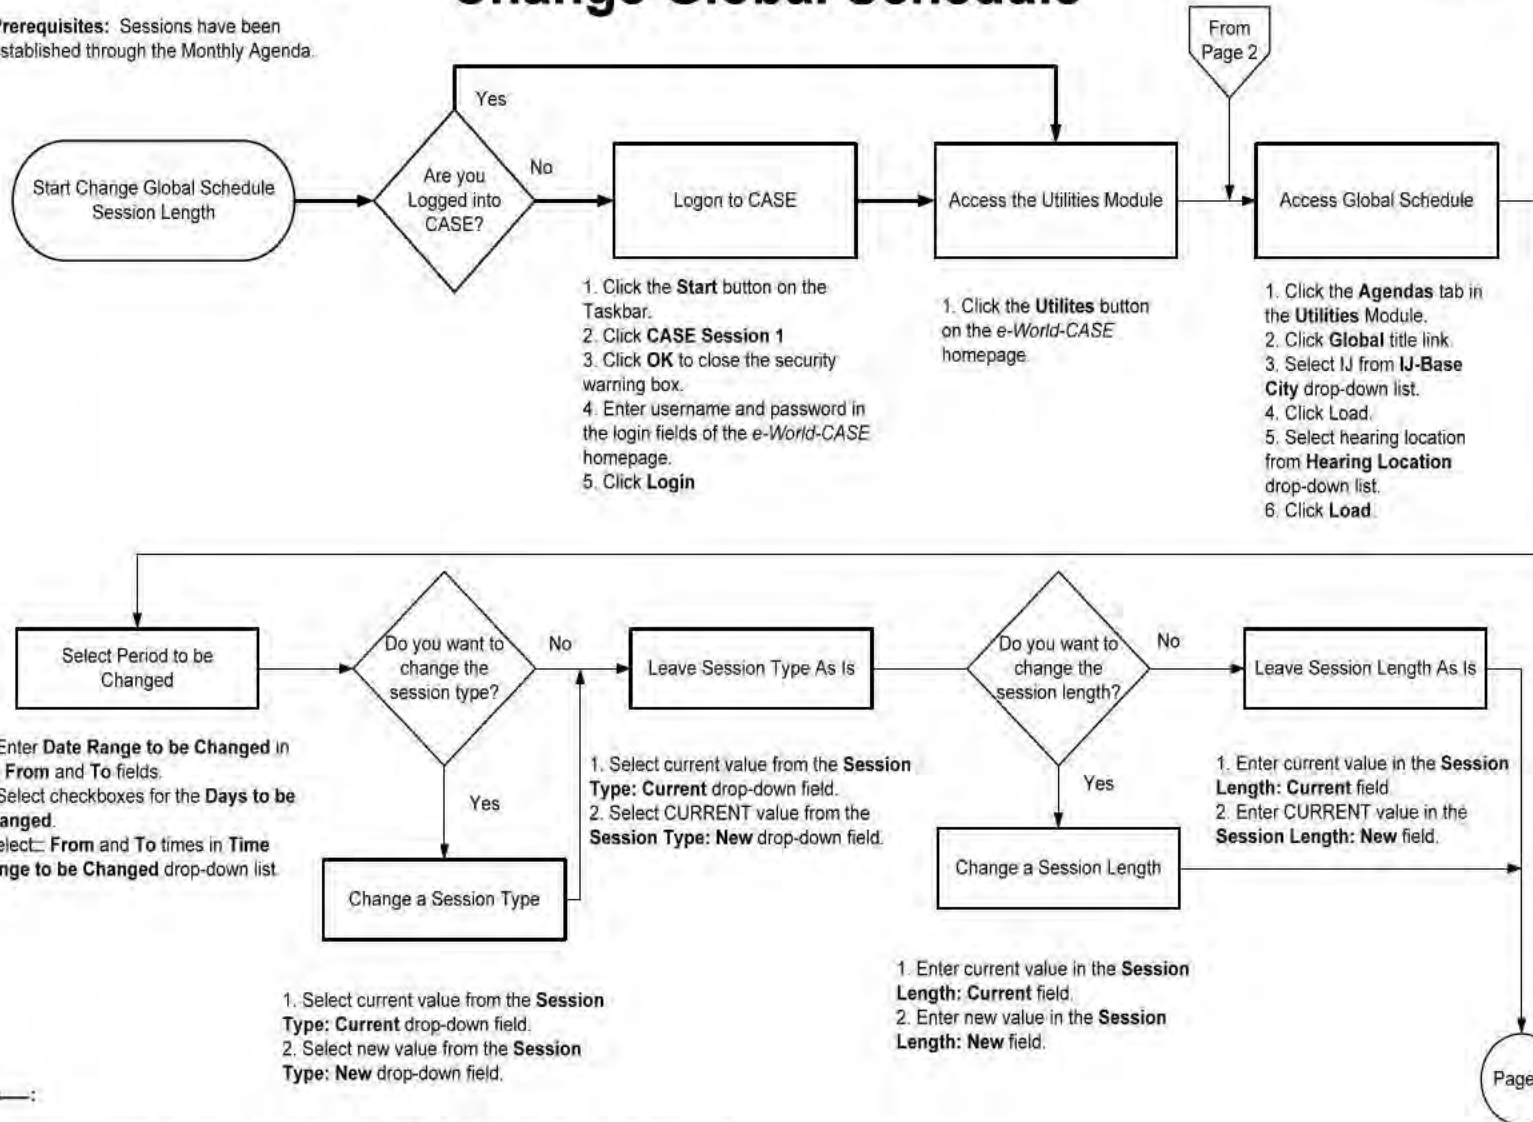 Change Global Schedule
Prerequisites: Sessions have been
established through the Monthly Agenda.
From
Page 2
Yes
Start Change Global Schedule
Session Length
Are you
Logged into
CASE?
No
Logon to CASE
Access the Utilities Module
Access Global Schedule
1. Click the Start button on the
Taskbar.
2. Click CASE Session 1
3. Click OK to close the security
warning box.
4. Enter username and password in
the login fields of the e-World-CASE
homepage.
5. Click Login
1. Click the Utilites button
on the e-World-CASE
homepage.
1. Click the Agendas tab in
the Utilities Module.
2. Click Global title link.
3. Select IJ from IJ-Base
City drop-down list.
4. Click Load.
5. Select hearing location
from Hearing Location
drop-down list.
6. Click Load.
Select Period to be
Changed
Do you want to
change the
session type?
No
Leave Session Type As Is
Do you want to
change the
session length?
No
Leave Session Length As Is
Enter Date Range to be Changed in
From and To fields.
Select checkboxes for the Days to be
anged.
elect From and To times in Time
nge to be Changed drop-down list.
Yes
1. Select current value from the Session
Type: Current drop-down field.
2. Select CURRENT value from the
Session Type: New drop-down field.
Yes
1. Enter current value in the Session
Length: Current field.
2. Enter CURRENT value in the
Session Length: New field.
Change a Session Type
Change a Session Length
1. Select current value from the Session
Type: Current drop-down field.
2. Select new value from the Session
Type: New drop-down field.
1. Enter current value in the Session
Length: Current field.
2. Enter new value in the Session
Length: New field.
Page